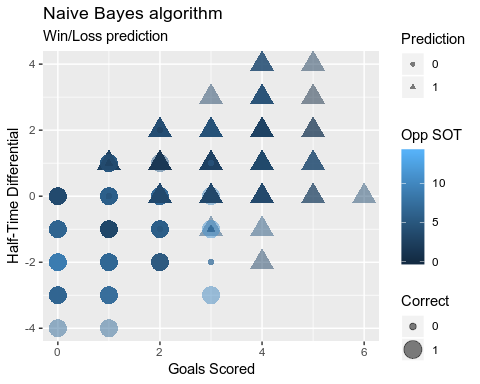 Naive Bayes algorithm
Win/Loss prediction
Half-Time Differential
4
2
0
-2
-4
0
2
4
6
Goals Scored
Prediction
0
1
Opp SOT
10
5
0
Correct
0
1